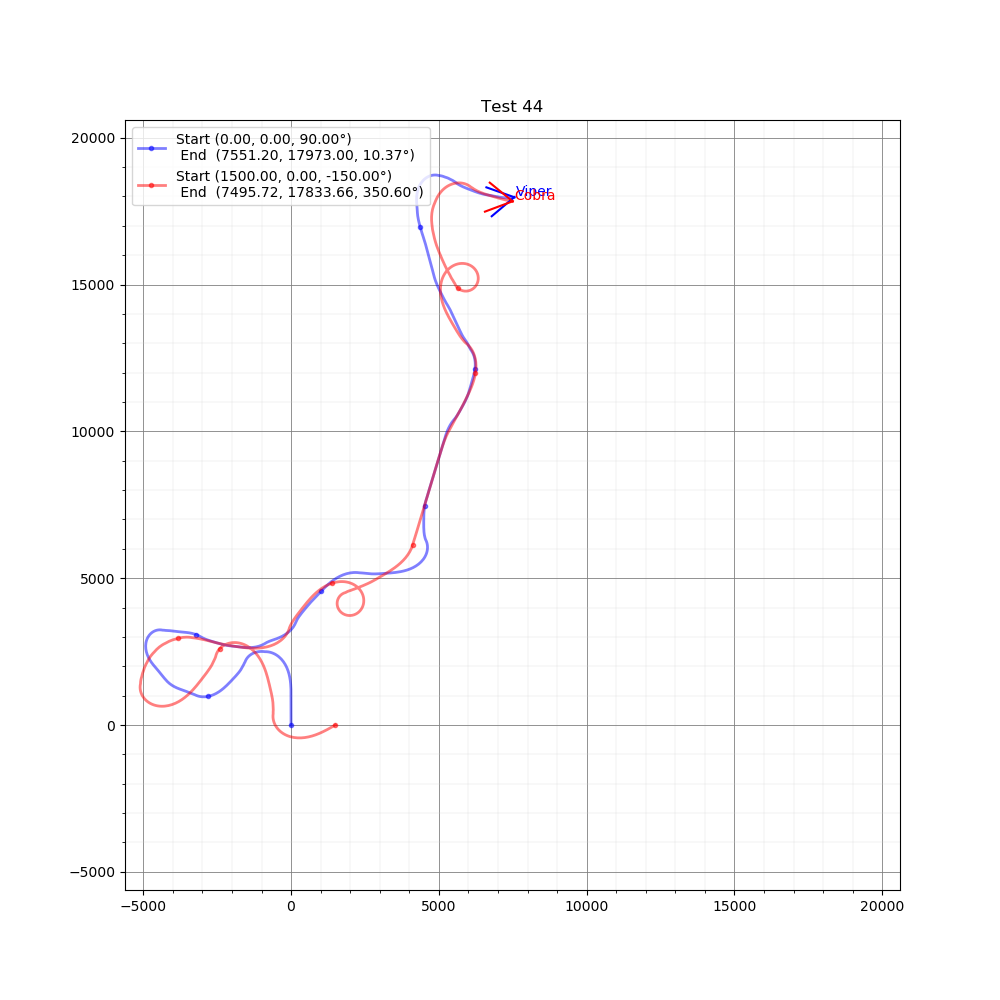 Test 44
20000
15000
10000
5000
0
−5000
Start (0.00, 0.00, 90.00°)
End (7551.20, 17973.00, 10.37°)
Start (1500.00, 0.00, -150.00°)
End (7495.72, 17833.66, 350.60°)
Viper
Cobra
−5000 0 5000 10000 15000 20000